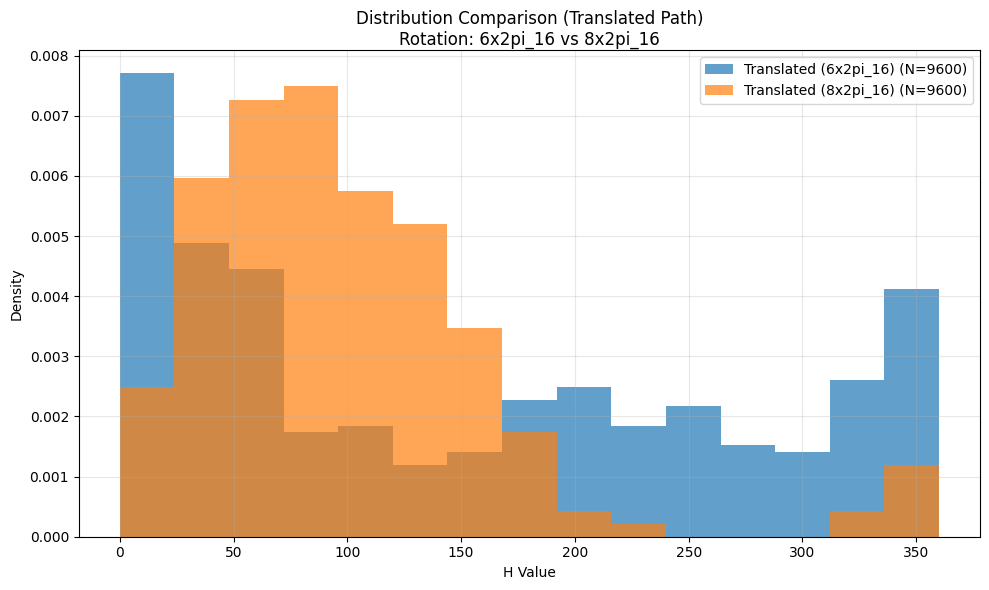 Distribution Comparison (Translated Path)
Rotation: 6x2pi_16 vs 8x2pi_16
Translated (6x2pi_16) (N=9600)
Translated (8x2pi_16) (N=9600)
0.008
0.007
0.006
0.005
0.004
0.003
0.002
0.001
0.000
Density
0 50 100 150 200 250 300 350
H Value